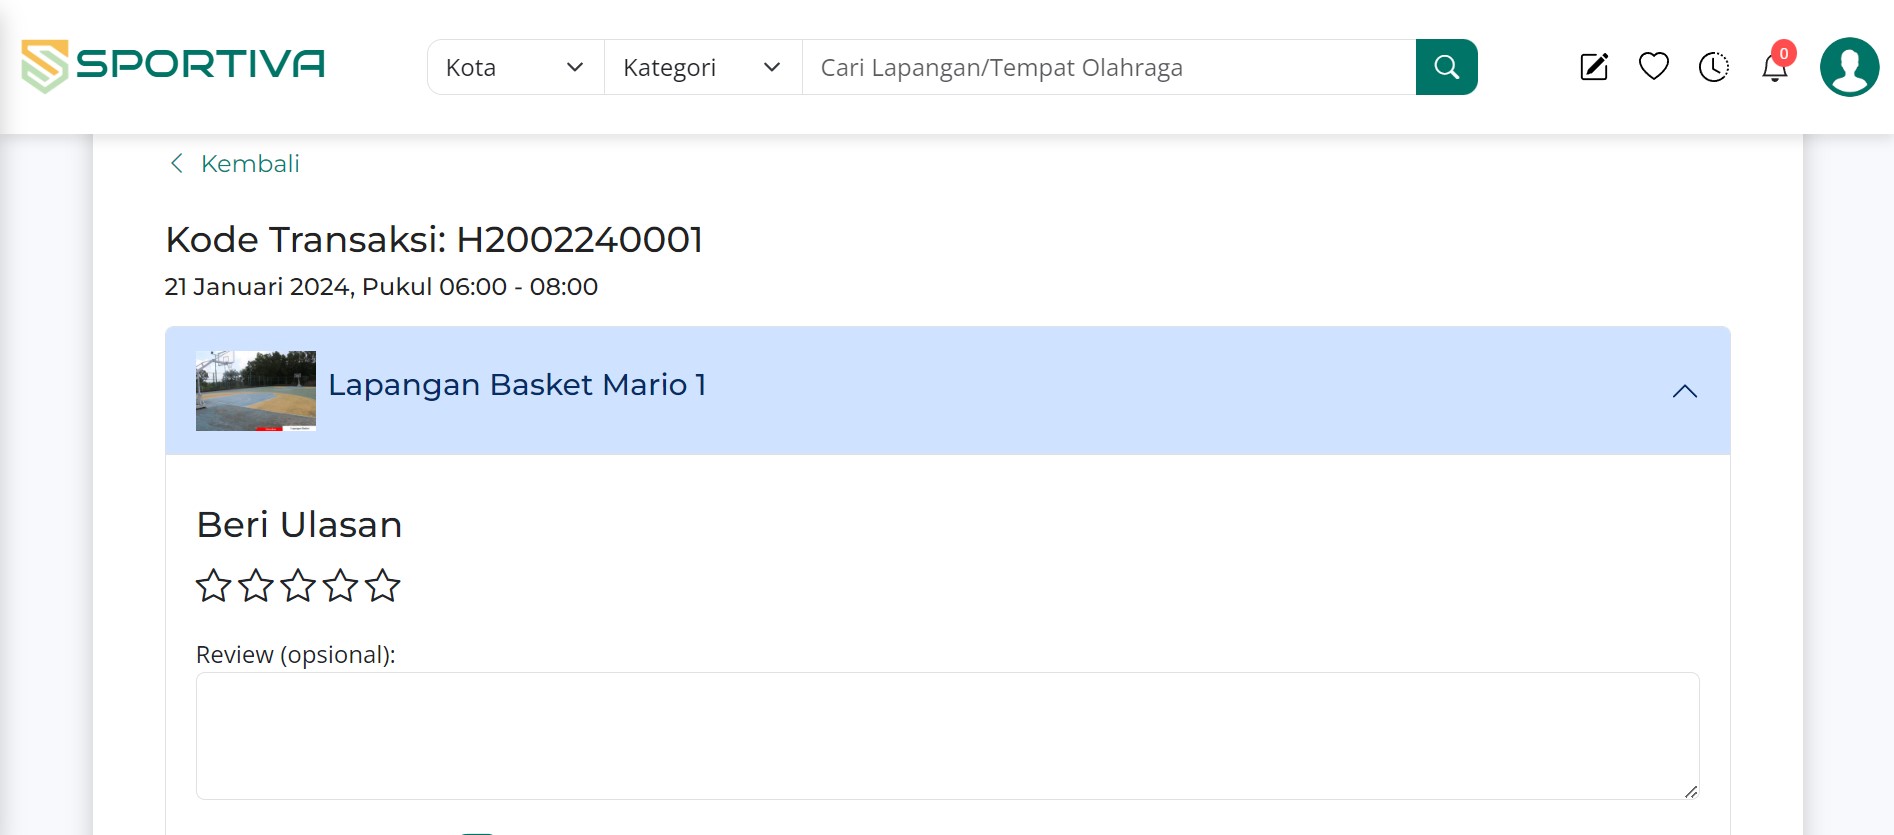 SPORTIVA
Kota
Kategori
Cari Lapangan/Tempat Olahraga
0
Kembali
Kode Transaksi: H2002240001
21 Januari 2024, Pukul 06:00 - 08:00
Lapangan Basket Mario 1
Beri Ulasan
Review (opsional):